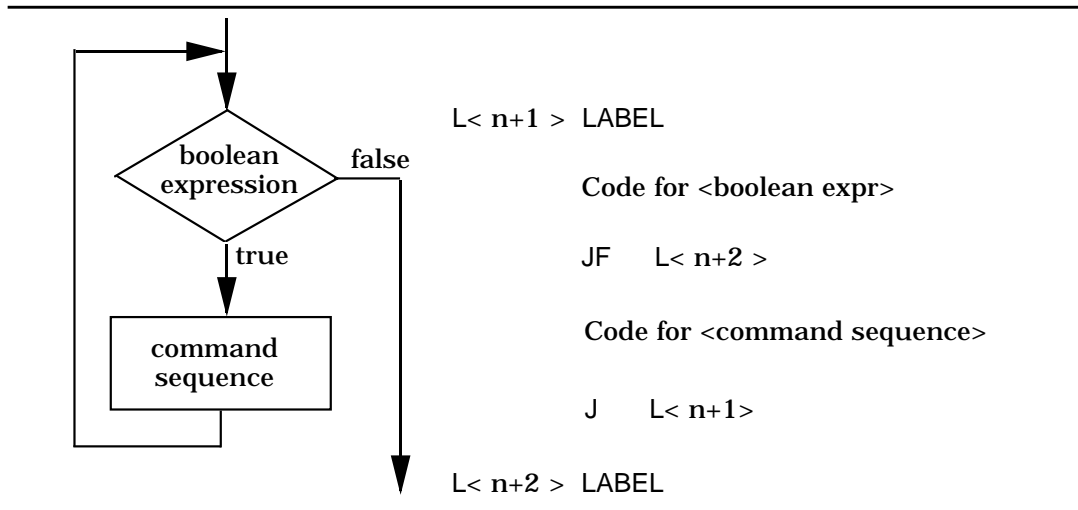 boolean
expression
false
true
command
sequence
L< n+1 > LABEL
Code for <boolean expr>
JF L< n+2 >
Code for <command sequence>
J L< n+1>
L< n+2 > LABEL